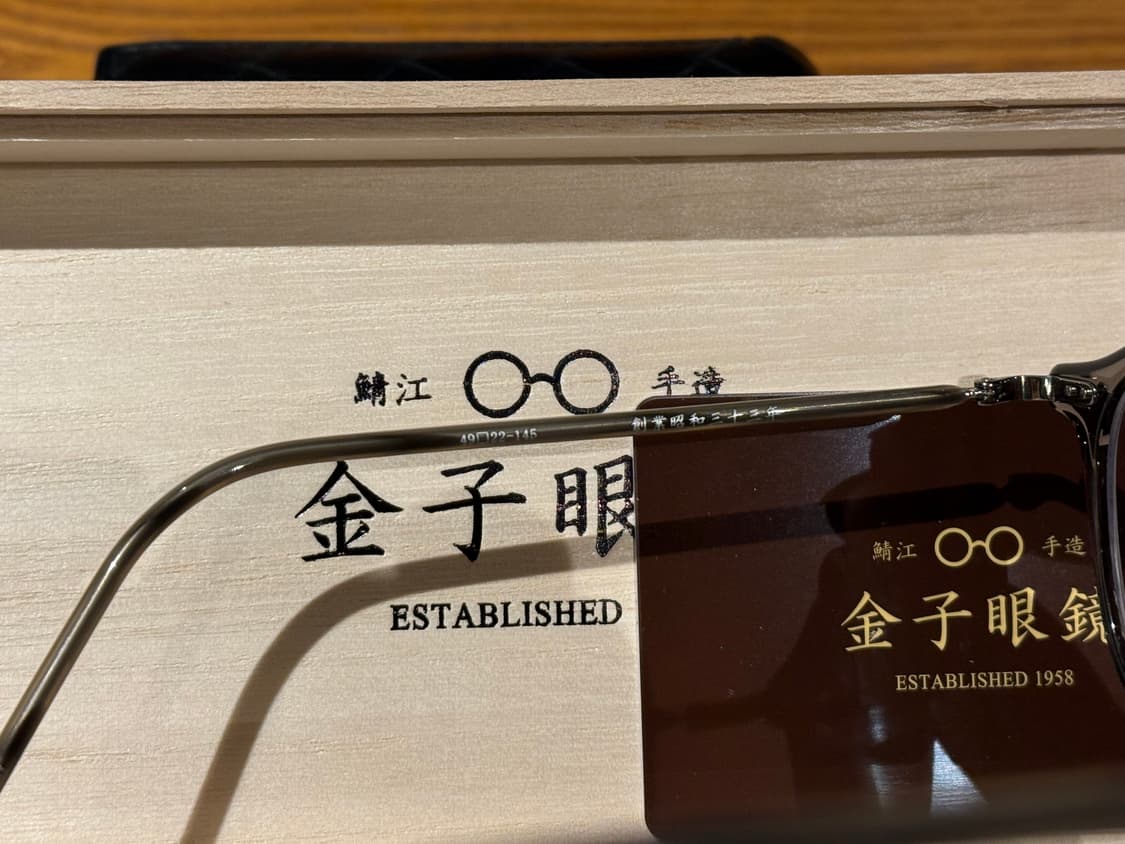 鯖江 手造
49□22-145 創業昭和三十三年
金子眼
ESTABLISHED
鯖江 手造
金子眼鏡
ESTABLISHED 1958